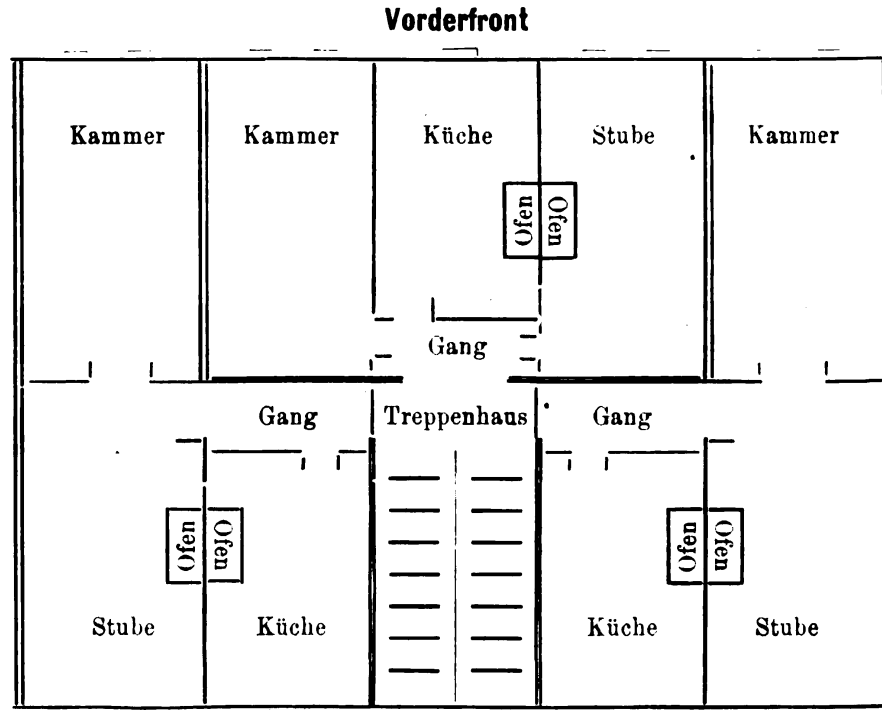 Vorderfront
Kammer Kammer Küche Stube Kammer
Ofen Ofen
Gang
Gang Treppenhaus Gang
Ofen Ofen Ofen Ofen
Stube Küche Küche Stube